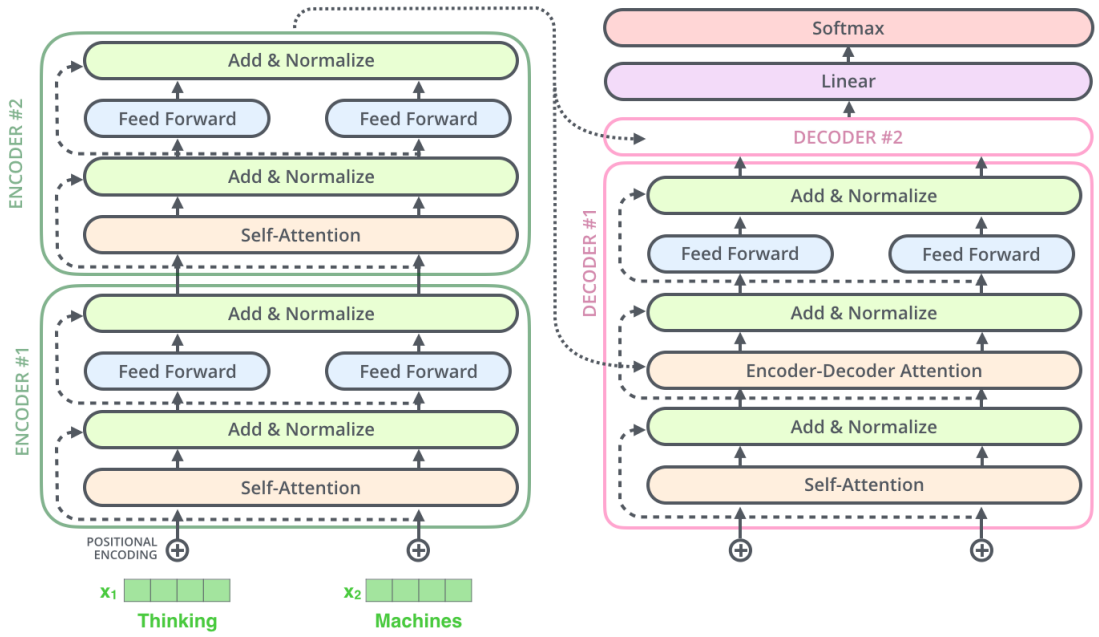 ENCODER #2
Add & Normalize
Feed Forward
Feed Forward
Add & Normalize
Self-Attention
ENCODER #1
Add & Normalize
Feed Forward
Feed Forward
Add & Normalize
Self-Attention
POSITIONAL
ENCODING
x₁
x₂
Thinking
Machines
Softmax
Linear
DECODER #2
DECODER #1
Add & Normalize
Feed Forward
Feed Forward
Add & Normalize
Encoder-Decoder Attention
Add & Normalize
Self-Attention